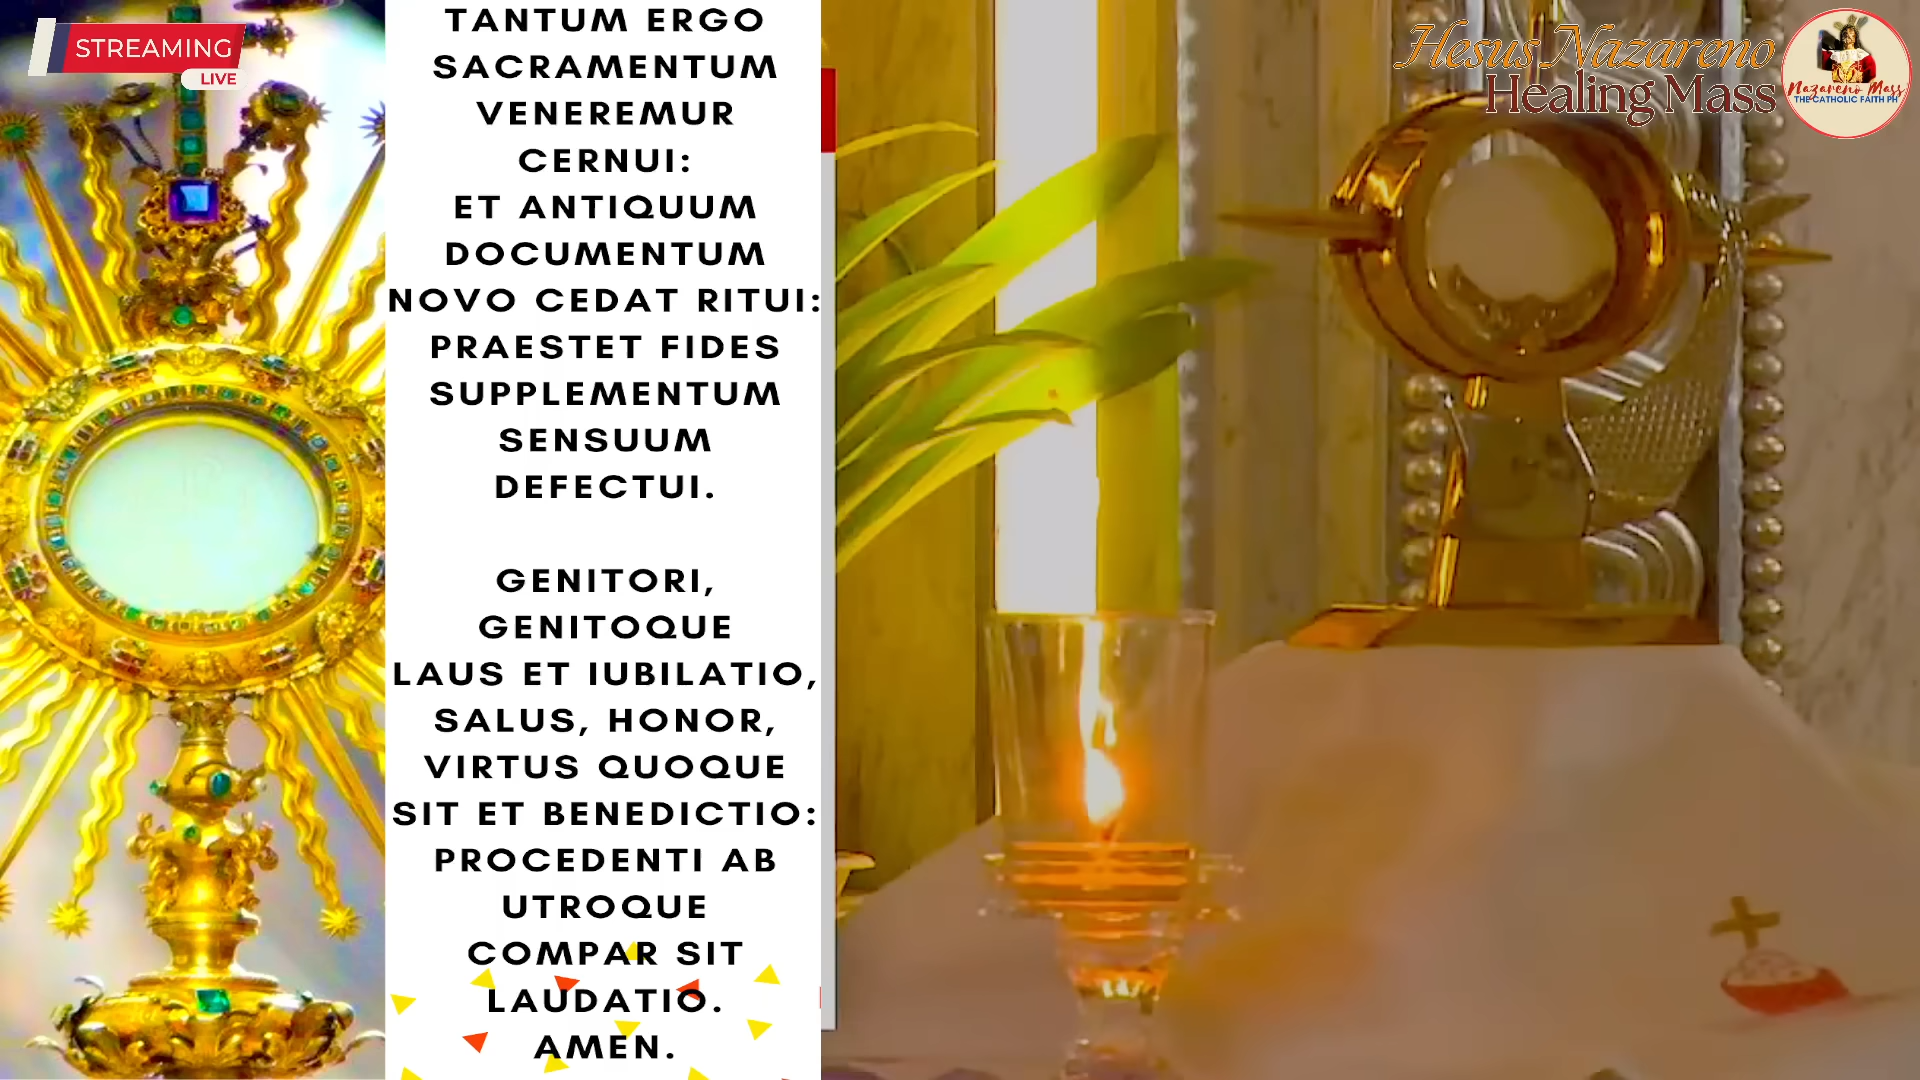 STREAMING
LIVE
TANTUM ERGO
SACRAMENTUM
VENEREMUR
CERNUI:
ET ANTIQUUM
DOCUMENTUM
NOVO CEDAT RITUI:
PRAESTET FIDES
SUPPLEMENTUM
SENSUUM
DEFECTUI.
GENITORI,
GENITOQUE
LAUS ET IUBILATIO,
SALUS, HONOR,
VIRTUS QUOQUE
SIT ET BENEDICTIO:
PROCEDENTI AB
UTROQUE
COMPAR SIT
LAUDATIO.
AMEN.
Hesus Nazareno
Healing Mass
Nazareno Mass
THE CATHOLIC FAITH PH